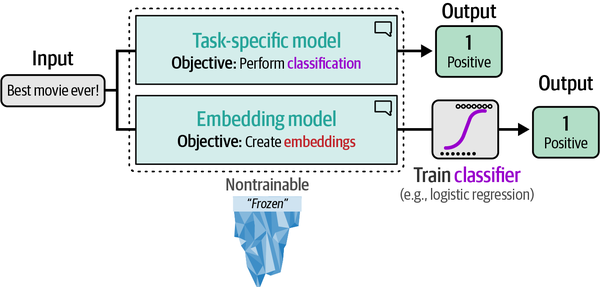 Input
Best movie ever!
Task-specific model
Objective: Perform classification
Output
1
Positive
Embedding model
Objective: Create embeddings
Output
1
Positive
Train classifier
(e.g., logistic regression)
Nontrainable
"Frozen"